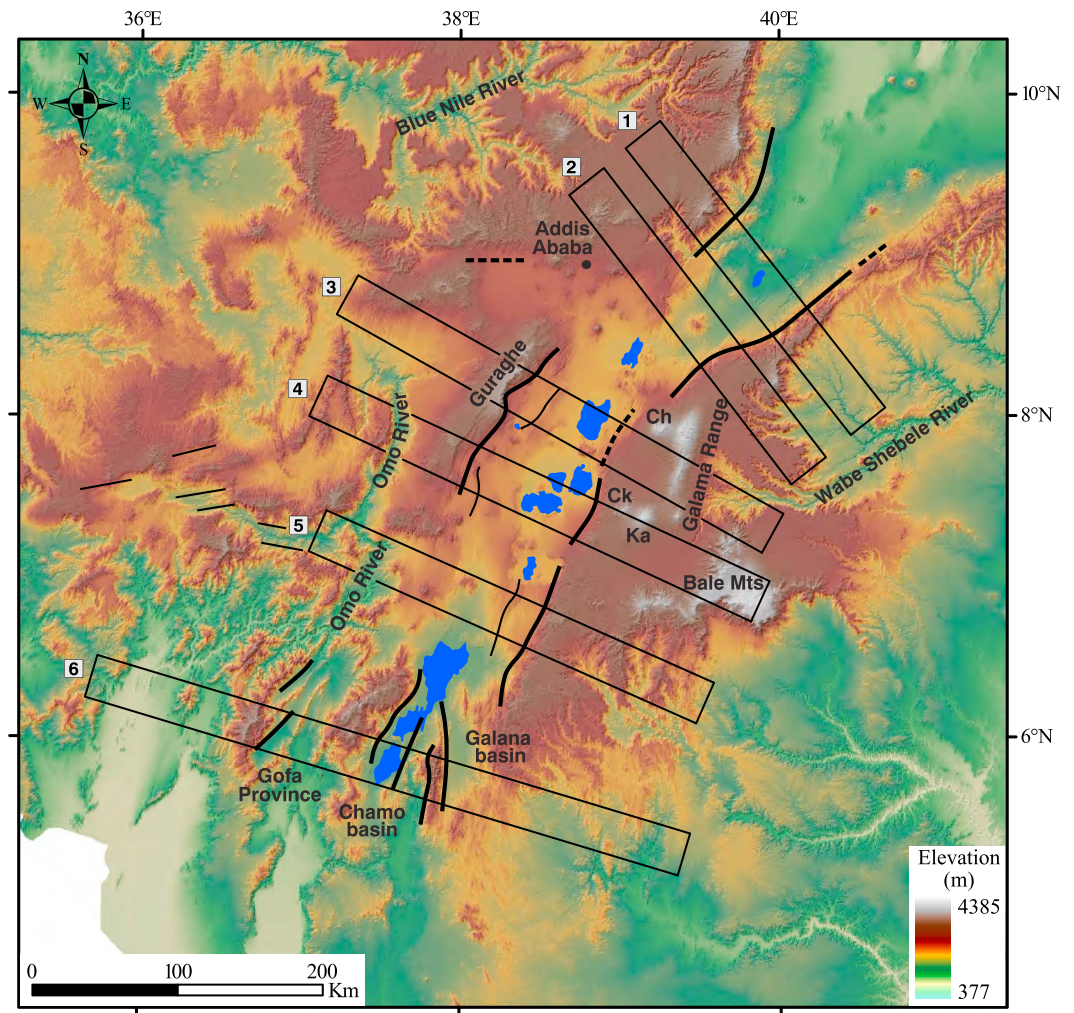 36°E
38°E
40°E
N
W
E
S
Blue Nile River
10°N
1
2
Addis
Ababa
3
Guraghe
4
Omo River
Ch
8°N
Galama Range
Wabe Shebele River
Ck
5
Ka
Omo River
Bale Mts
6
Galana
basin
6°N
Gofa
Province
Chamo
basin
Elevation
(m)
4385
377
0
100
200
Km